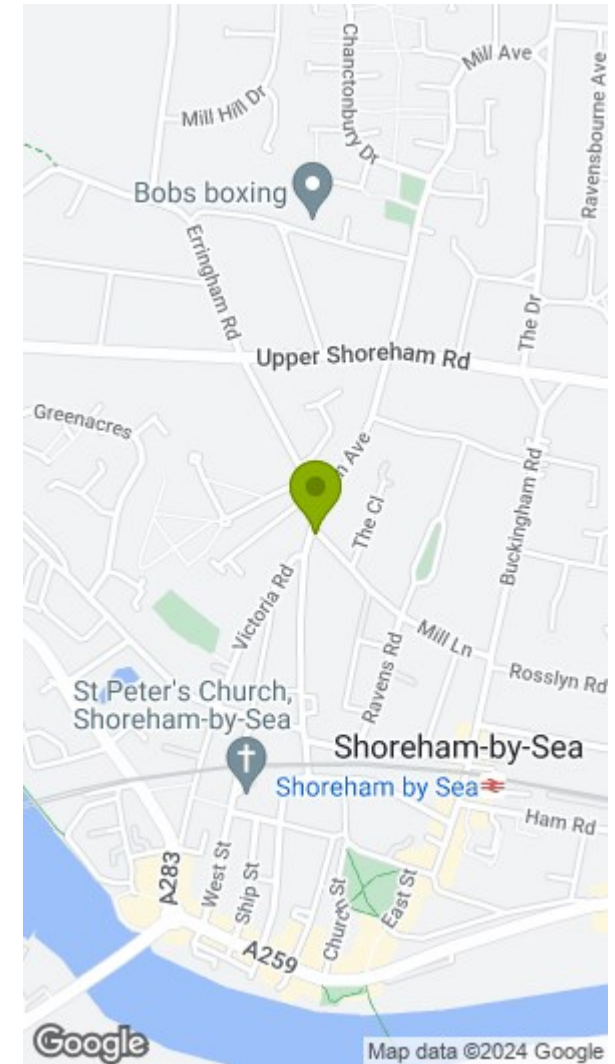 Mill Ave
Chanctonbury Dr
Ravensbourne Ave
Mill Hill Dr
Bobs boxing
Erringham Rd
The Dr
Upper Shoreham Rd
Greenacres
Ave
The Cl
Buckingham Rd
Victoria Rd
Mill Ln
Ravens Rd
Rosslyn Rd
St Peter's Church,
Shoreham-by-Sea
Shoreham-by-Sea
Shoreham by Sea
Ham Rd
A283
West St
Ship St
Church St
East St
A259
Google
Map data ©2024 Google